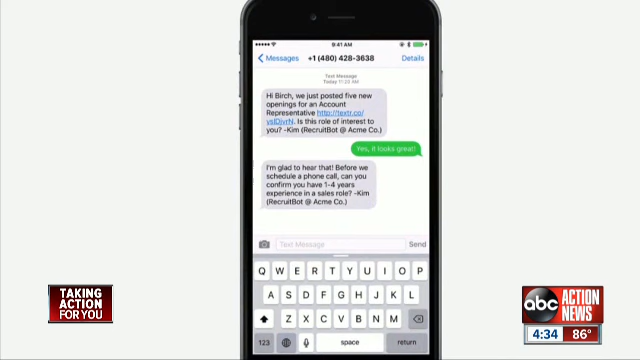 9:41 AM
Messages +1 (480) 428-3638 Details
Text Message
Today 11:23 AM
Hi Birch, we just posted five new
openings for an Account
Representative http://textr.co/
yslDjvrN. Is this role of interest to
you? -Kim (RecruitBot @ Acme Co.)
Yes, it looks great!
I'm glad to hear that! Before we
schedule a phone call, can you
confirm you have 1-4 years
experience in a sales role? -Kim
(RecruitBot @ Acme Co.)
Text Message Send
Q W E R T Y U I O P
A S D F G H J K L
Z X C V B N M
123 space return
TAKING
ACTION
FOR YOU
abc ACTION
NEWS
4:34 86°